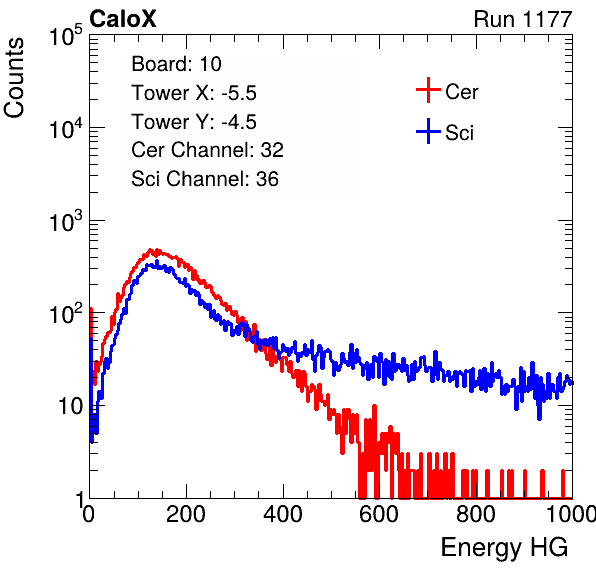 CaloX Run 1177
Counts
10^5
10^4
10^3
10^2
10
1
Board: 10
Tower X: -5.5
Tower Y: -4.5
Cer Channel: 32
Sci Channel: 36
Cer
Sci
0 200 400 600 800 1000
Energy HG